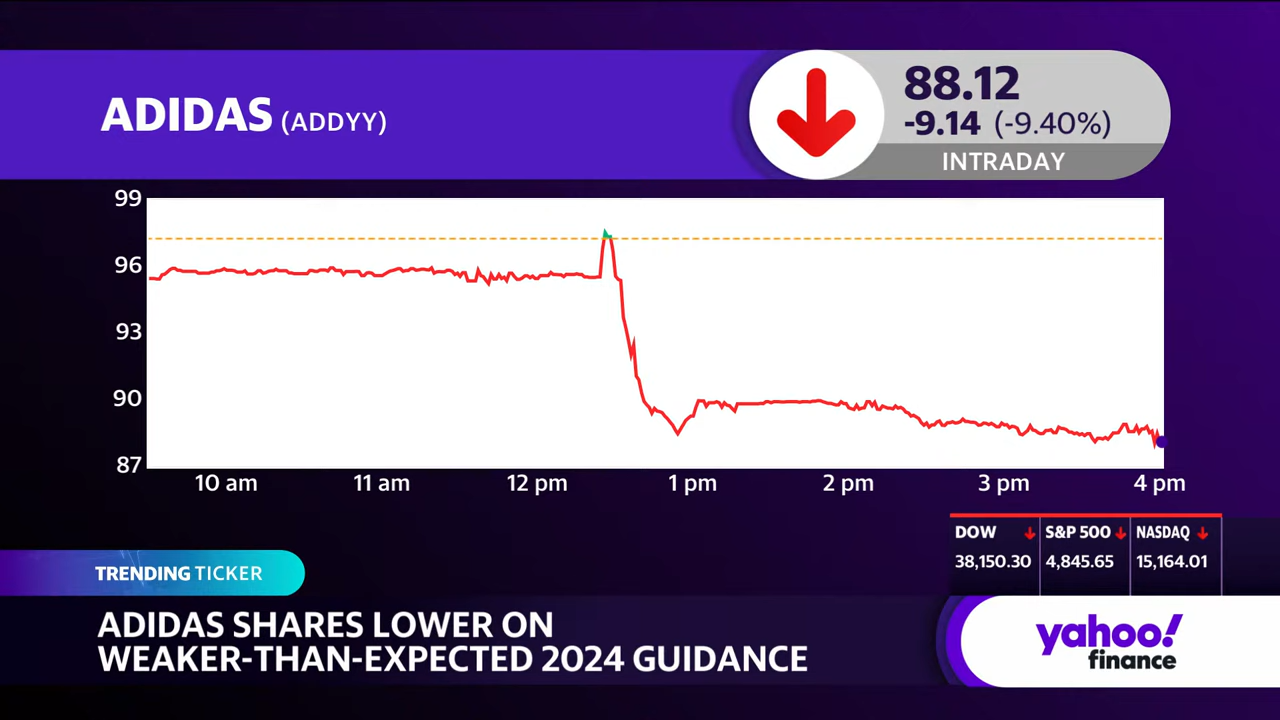 ADIDAS (ADDYY)
88.12
-9.14 (-9.40%)
INTRADAY
99
96
93
90
87
10 am 11 am 12 pm 1 pm 2 pm 3 pm 4 pm
DOW S&P 500 NASDAQ
38,150.30 4,845.65 15,164.01
TRENDING TICKER
ADIDAS SHARES LOWER ON
WEAKER-THAN-EXPECTED 2024 GUIDANCE
yahoo!
finance